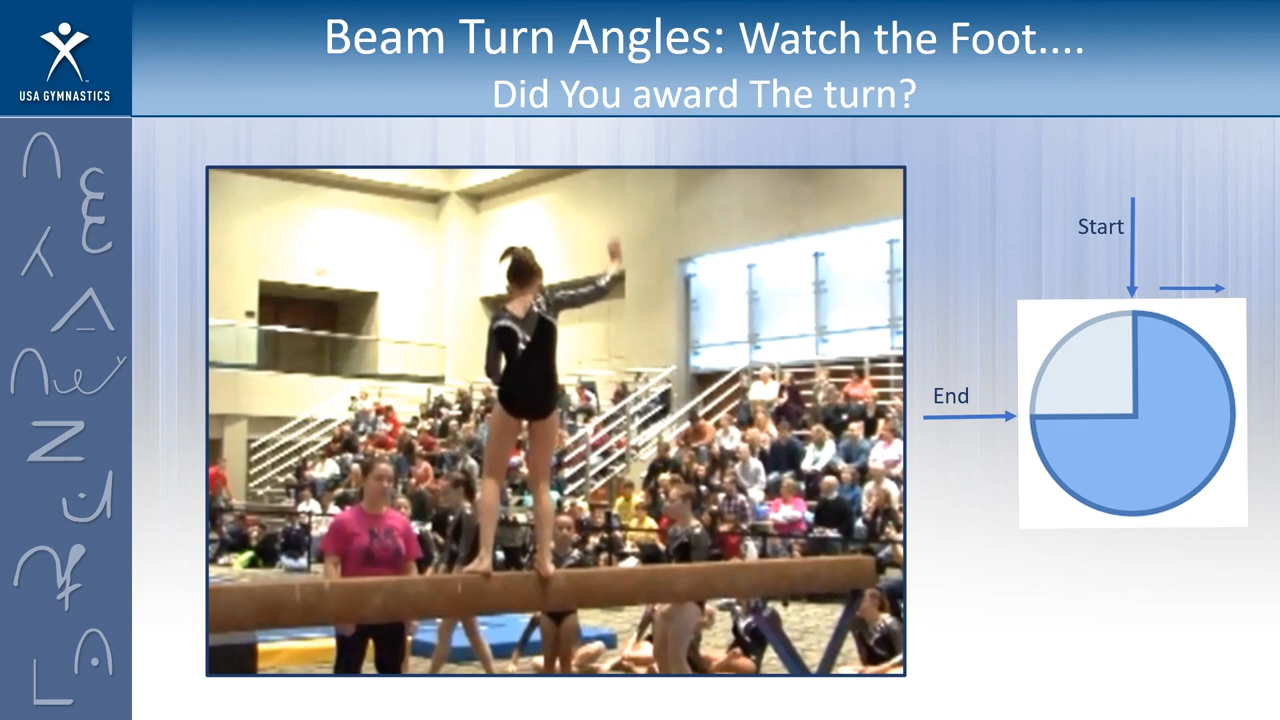 Beam Turn Angles: Watch the Foot....
Did You award The turn?
USA GYMNASTICS
Start
End